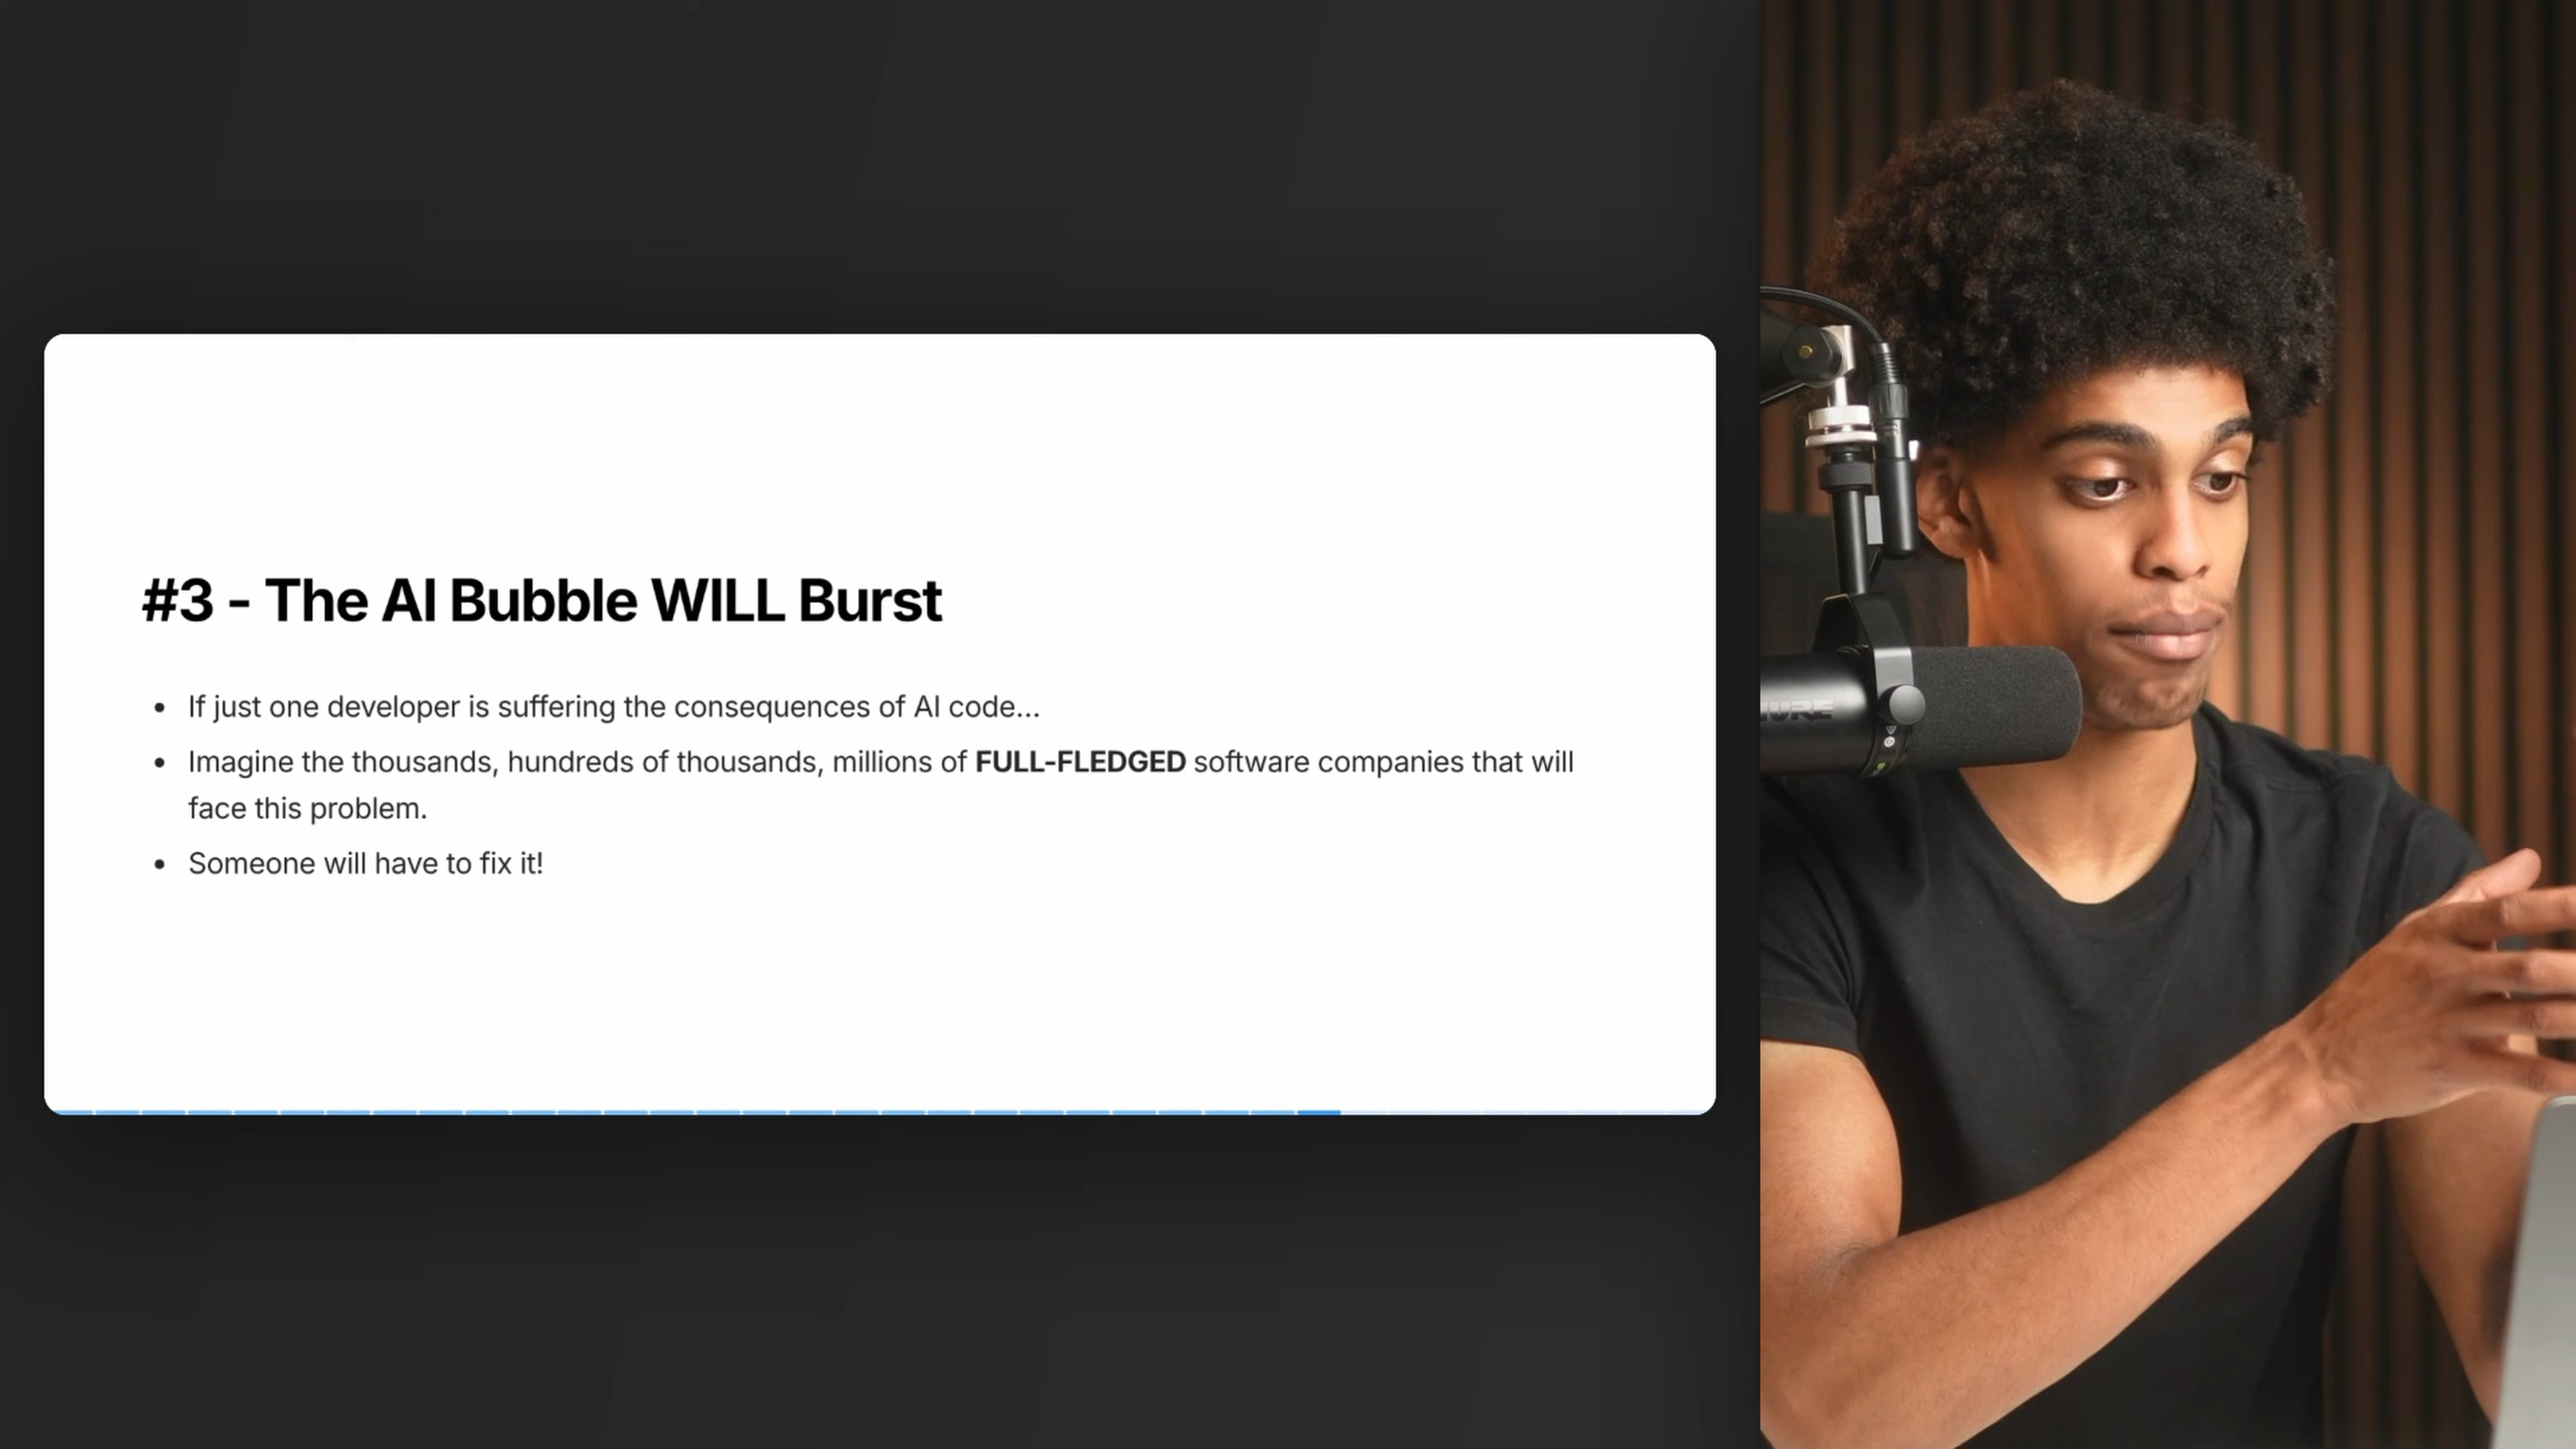 #3 - The AI Bubble WILL Burst
• If just one developer is suffering the consequences of AI code...
• Imagine the thousands, hundreds of thousands, millions of FULL-FLEDGED software companies that will
face this problem.
• Someone will have to fix it!